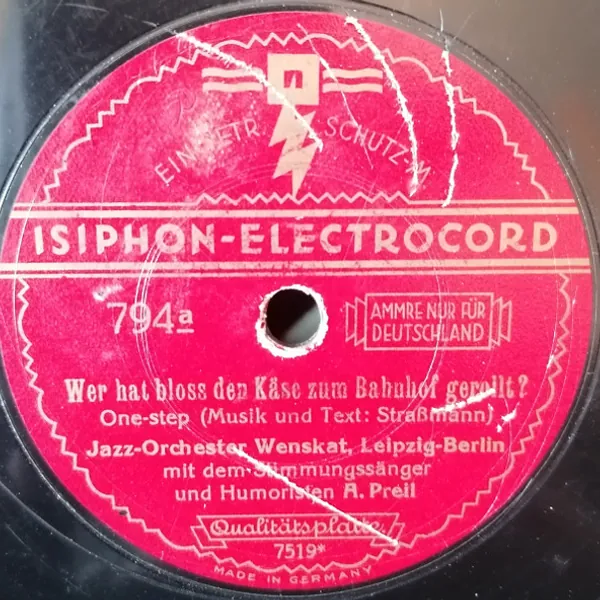 EINGETR. SCHUTZ-M.
ISIPHON-ELECTROCORD
794a
AMMRE NUR FÜR
DEUTSCHLAND
Wer hat bloss den Käse zum Bahnhof gerollt?
One-step (Musik und Text: Straßmann)
Jazz-Orchester Wenskat, Leipzig-Berlin
mit dem Stimmungssänger
und Humoristen A. Preil
Qualitätsplatte
7519*
MADE IN GERMANY